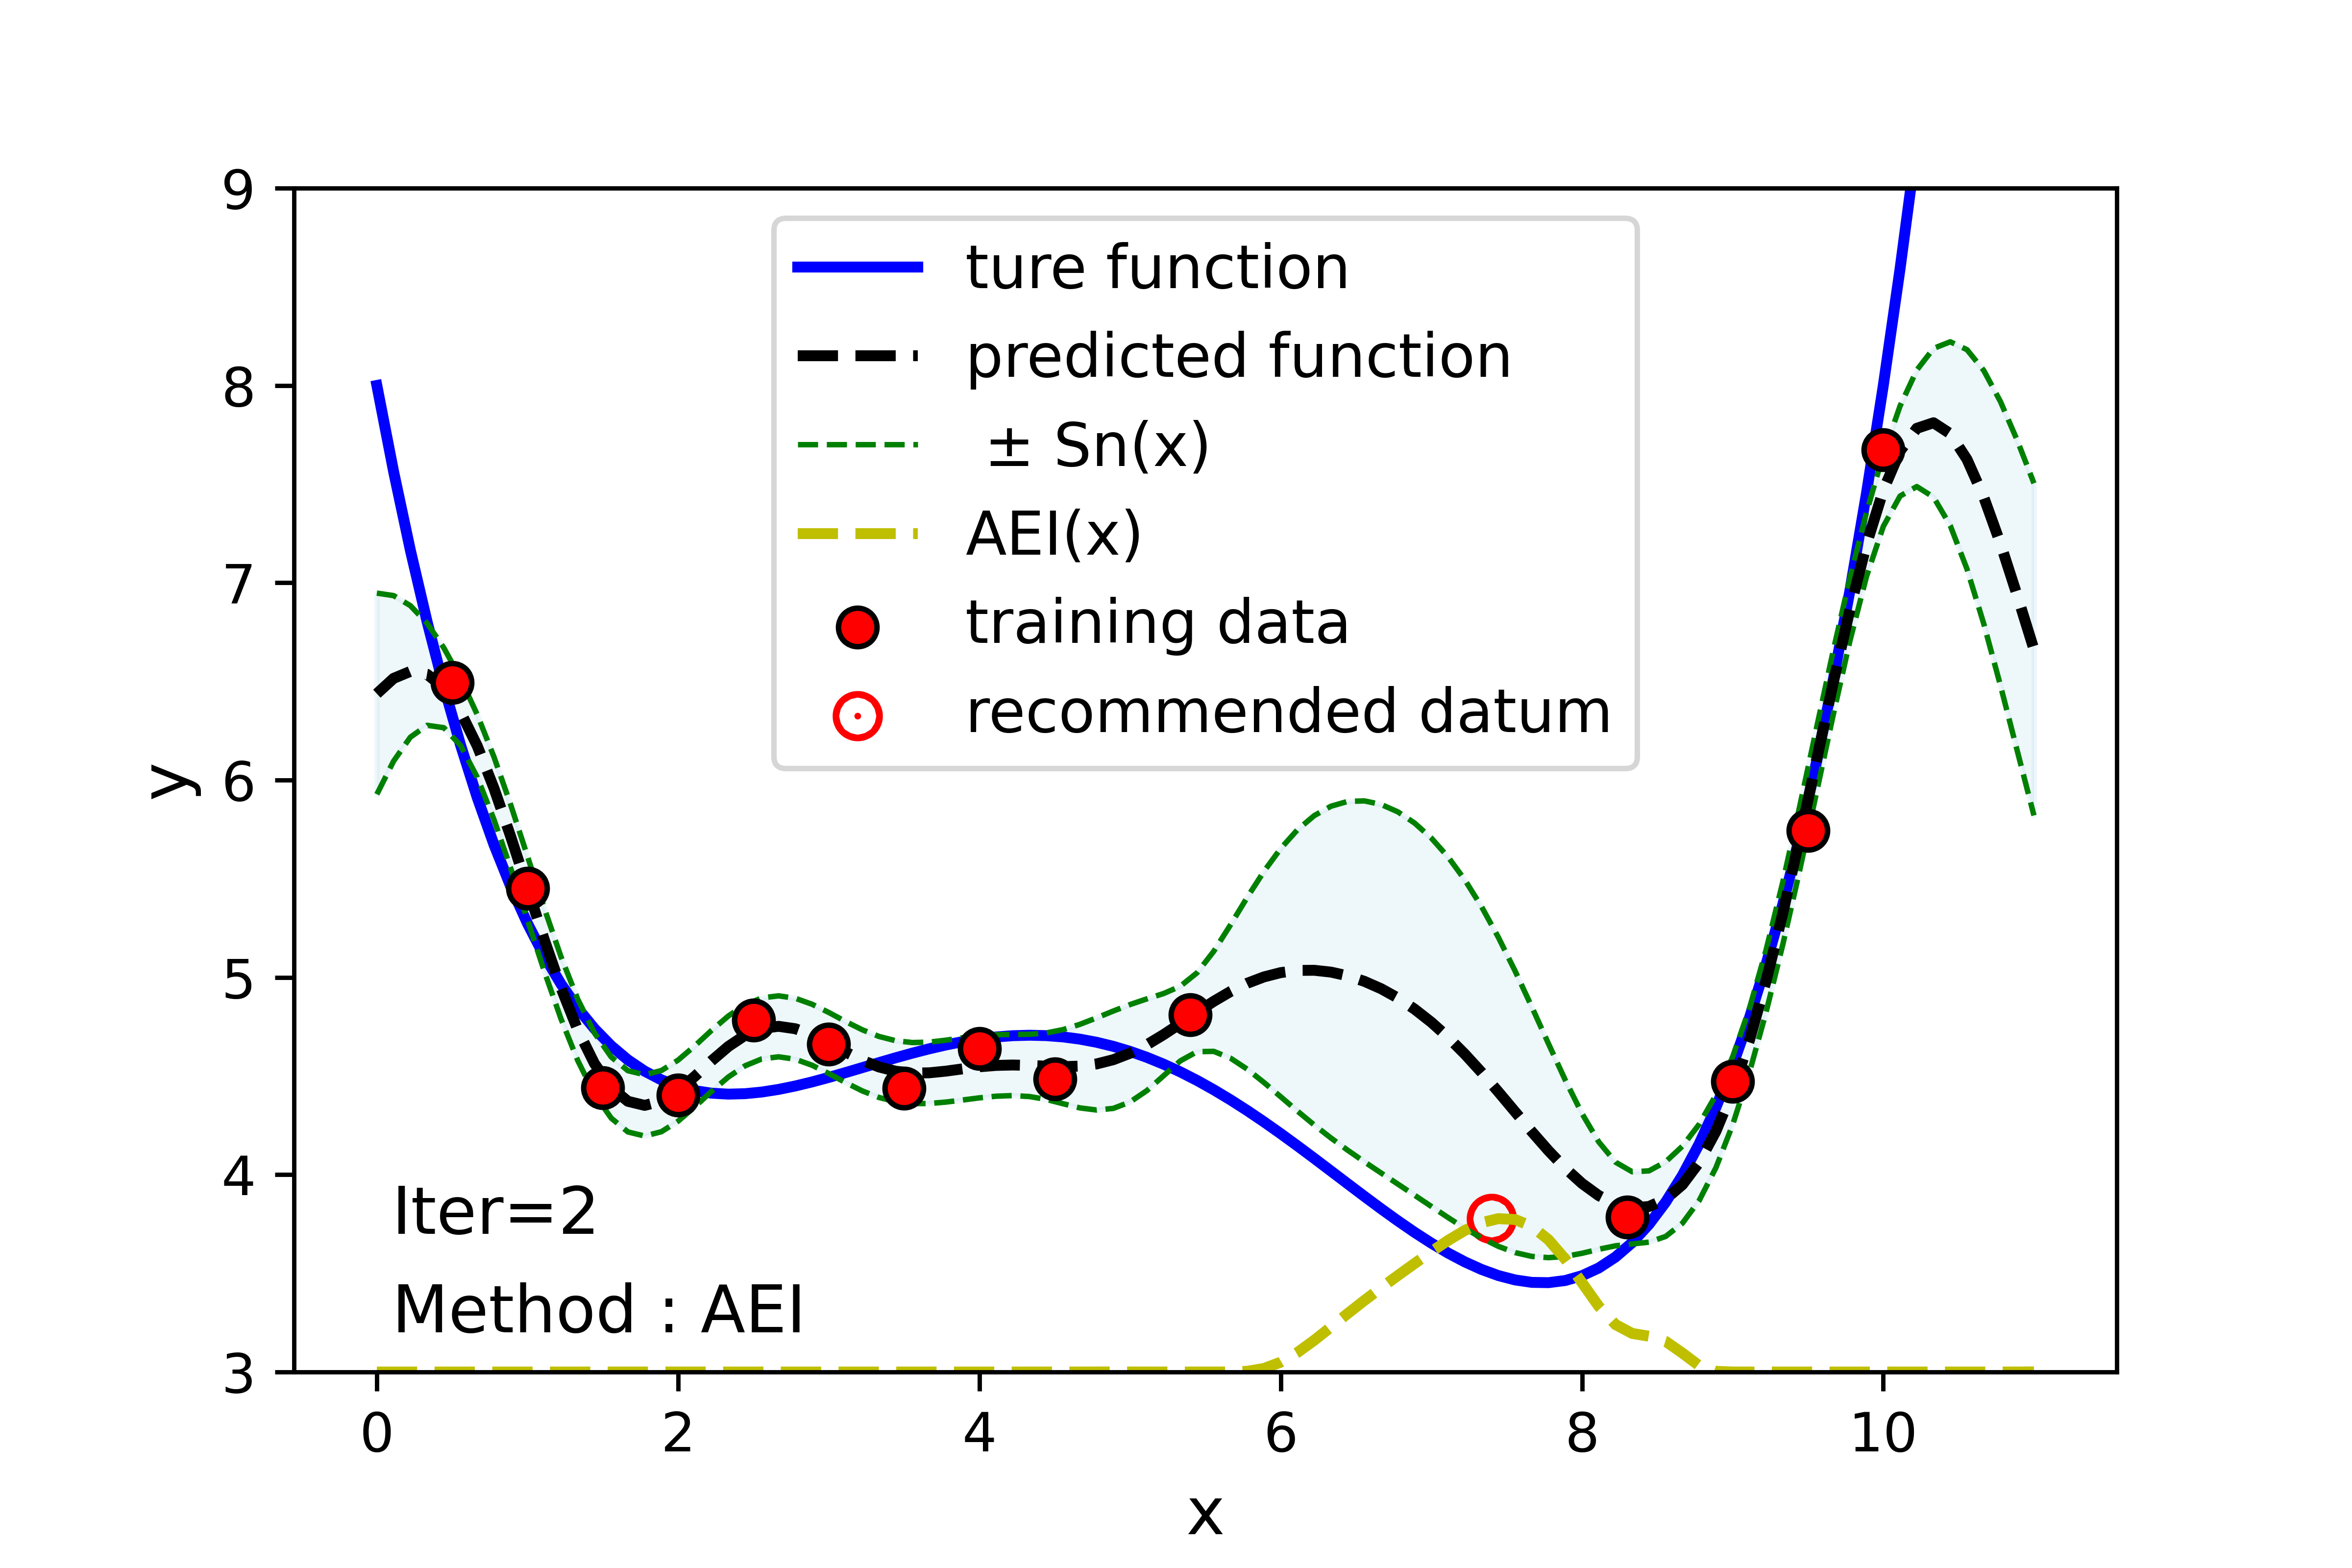 9
8
7
6
5
4
3
y
ture function
predicted function
± Sn(x)
AEI(x)
training data
recommended datum
Iter=2
Method : AEI
0 2 4 6 8 10
x